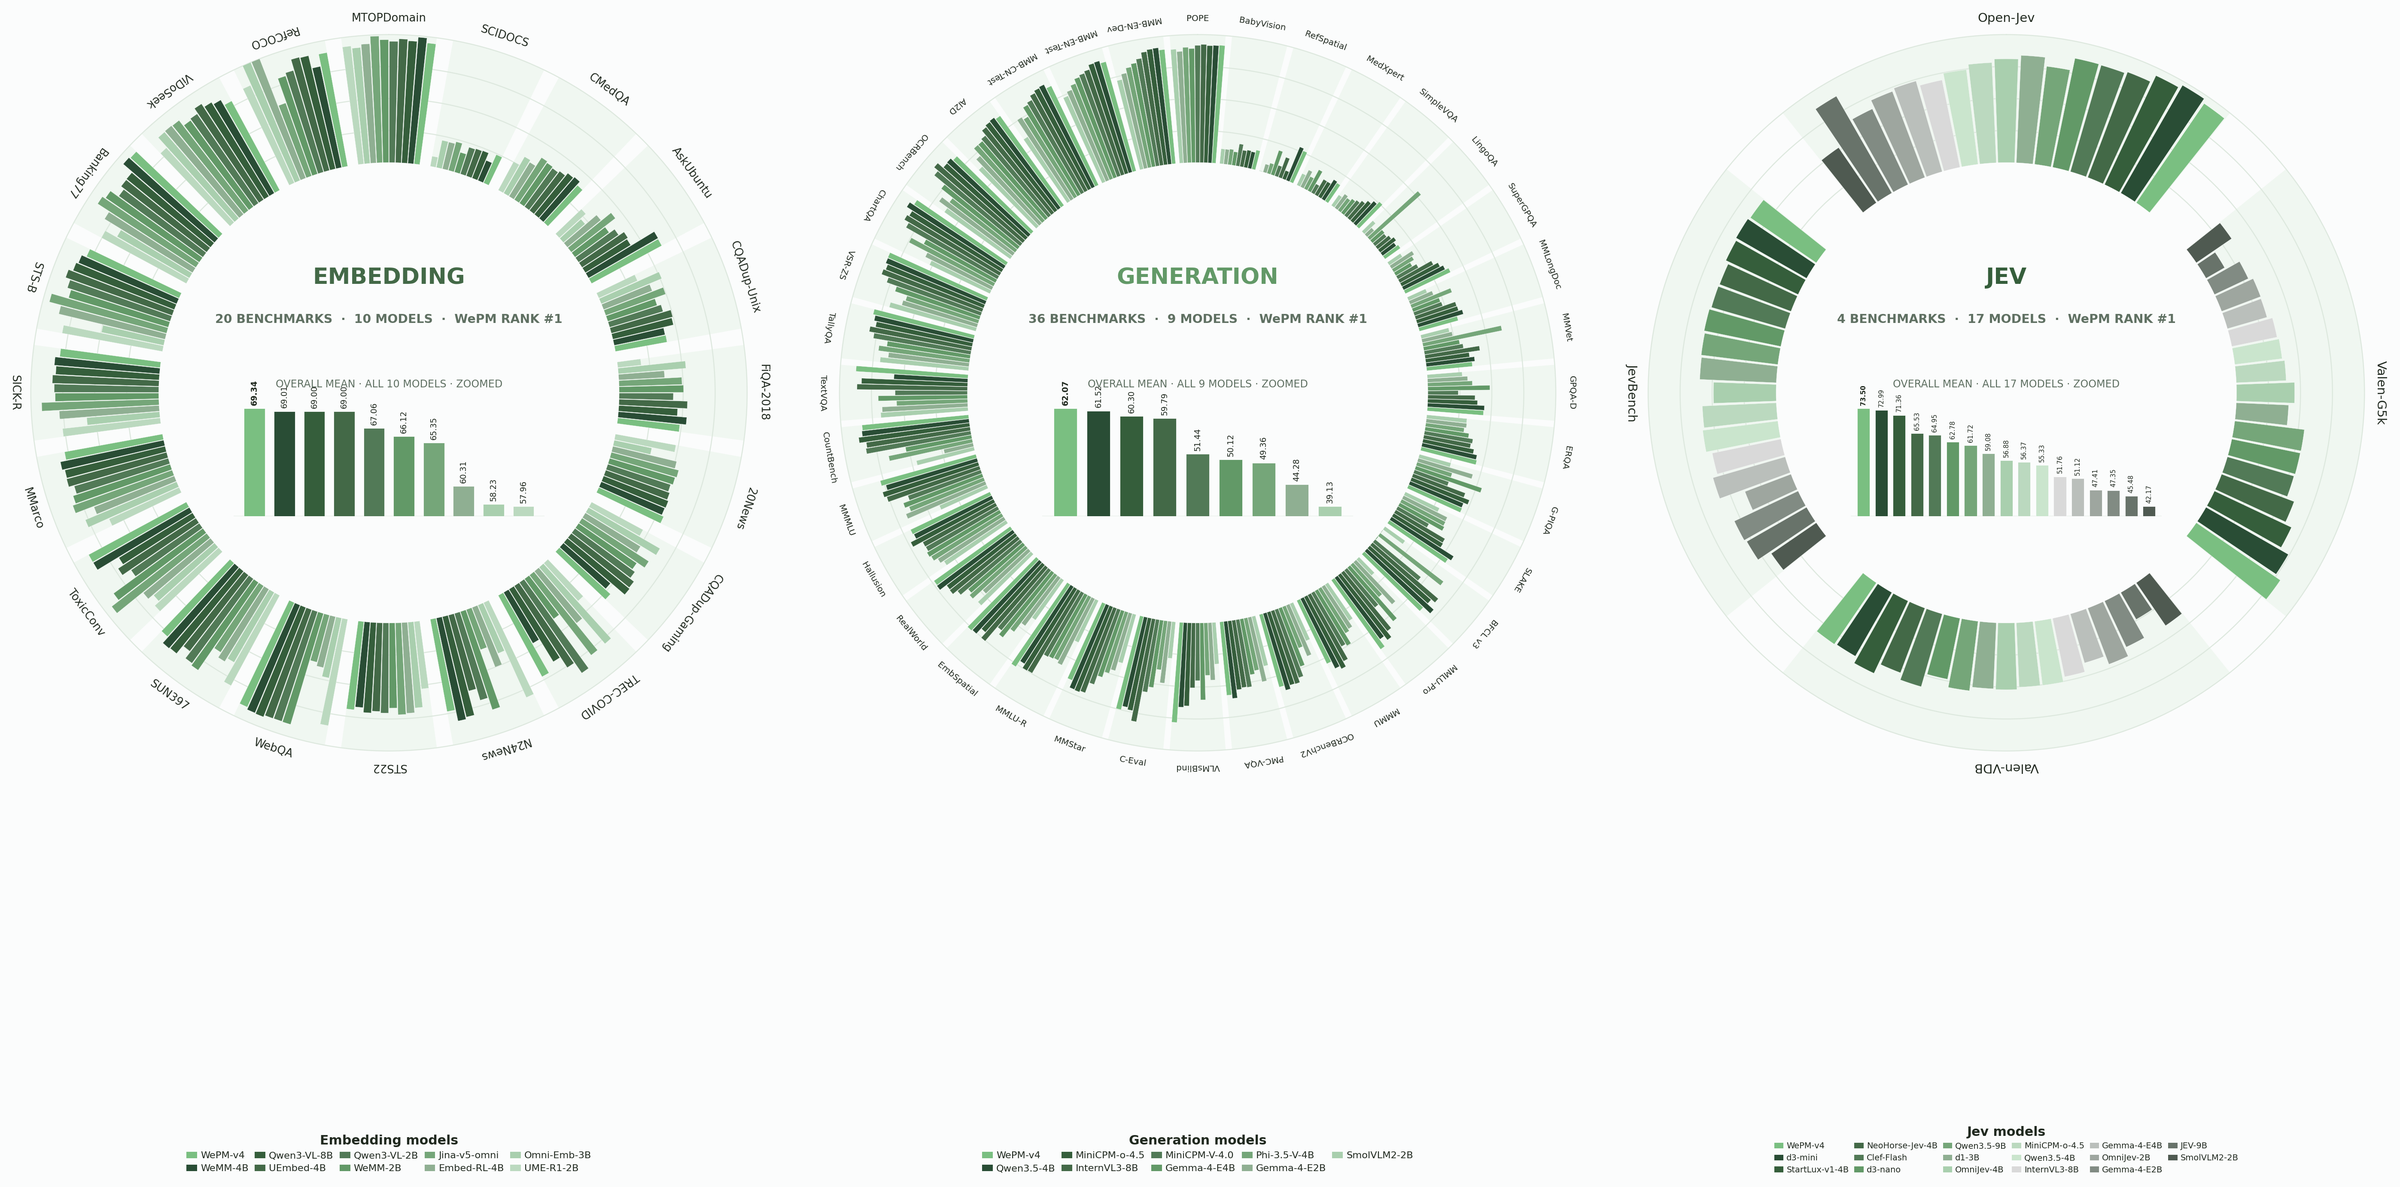 MTOPDomain
SCIDOCS
CMedQA
AskUbuntu
CQADup-Unix
FiQA-2018
20News
CQADup-Gaming
TREC-COVID
N24News
STS22
WebQA
SUN397
ToxicConv
MMarco
SICK-R
STS-B
Banking77
VIDoSeek
RefCOCO
EMBEDDING
20 BENCHMARKS · 10 MODELS · WePM RANK #1
OVERALL MEAN · ALL 10 MODELS · ZOOMED
69.34
69.01
69.00
69.00
67.06
66.12
65.35
60.31
58.23
57.96
Embedding models
WePM-v4 Qwen3-VL-8B Qwen3-VL-2B Jina-v5-omni Omni-Emb-3B
WeMM-4B UEmbed-4B WeMM-2B Embed-RL-4B UME-R1-2B
POPE
BabyVision
RefSpatial
MedXpert
SimpleVQA
LingoQA
SuperGPQA
MMLongDoc
MMVet
GPQA-D
ERQA
G-PIQA
SLAKE
BFCL v3
MMLU-Pro
MMMU
OCRBenchV2
PMC-VQA
VLMsBlind
C-Eval
MMStar
MMLU-R
EmbSpatial
RealWorld
Hallusion
MMMLU
CountBench
TextVQA
TallyQA
VSR-ZS
ChartQA
OCRBench
AI2D
MMB-CN-Test
MMB-EN-Test
MMB-EN-Dev
GENERATION
36 BENCHMARKS · 9 MODELS · WePM RANK #1
OVERALL MEAN · ALL 9 MODELS · ZOOMED
62.07
61.52
60.30
59.79
51.44
50.12
49.36
44.28
39.13
Generation models
WePM-v4 MiniCPM-o-4.5 MiniCPM-V-4.0 Phi-3.5-V-4B SmolVLM2-2B
Qwen3.5-4B InternVL3-8B Gemma-4-E4B Gemma-4-E2B
Open-Jev
Valen-G5k
Valen-VDB
JevBench
JEV
4 BENCHMARKS · 17 MODELS · WePM RANK #1
OVERALL MEAN · ALL 17 MODELS · ZOOMED
73.50
72.99
71.36
65.53
64.95
62.78
61.72
59.08
56.88
56.37
55.33
51.76
51.12
47.41
47.35
45.48
42.17
Jev models
WePM-v4 NeoHorse-Jev-4B Qwen3.5-9B MiniCPM-o-4.5 Gemma-4-E4B JEV-9B
d3-mini Clef-Flash d1-3B Qwen3.5-4B OmniJev-2B SmolVLM2-2B
StartLux-v1-4B d3-nano OmniJev-4B InternVL3-8B Gemma-4-E2B